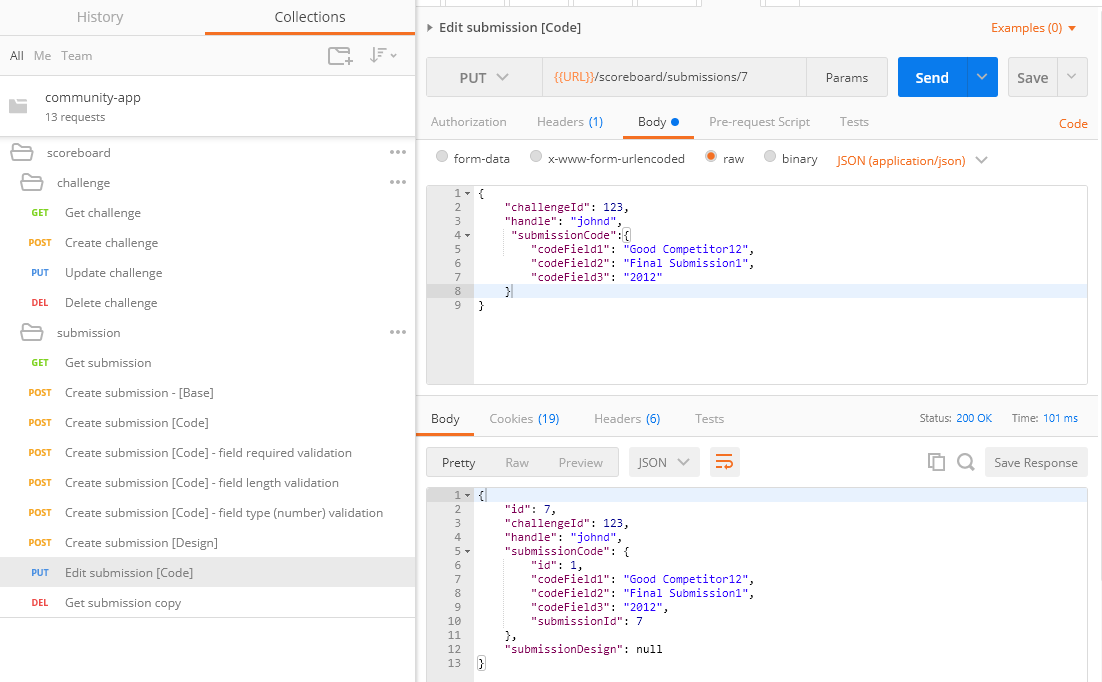 History Collections
All Me Team
community-app
13 requests
scoreboard
challenge
GET Get challenge
POST Create challenge
PUT Update challenge
DEL Delete challenge
submission
GET Get submission
POST Create submission - [Base]
POST Create submission [Code]
POST Create submission [Code] - field required validation
POST Create submission [Code] - field length validation
POST Create submission [Code] - field type (number) validation
POST Create submission [Design]
PUT Edit submission [Code]
DEL Get submission copy
Edit submission [Code] Examples (0)
PUT {{URL}}/scoreboard/submissions/7 Params Send Save
Authorization Headers (1) Body Pre-request Script Tests Code
form-data x-www-form-urlencoded raw binary JSON (application/json)
1 {
2 "challengeId": 123,
3 "handle": "johnd",
4 "submissionCode":{
5 "codeField1": "Good Competitor12",
6 "codeField2": "Final Submission1",
7 "codeField3": "2012"
8 }
9 }
Body Cookies (19) Headers (6) Tests Status: 200 OK Time: 101 ms
Pretty Raw Preview JSON Save Response
1 {
2 "id": 7,
3 "challengeId": 123,
4 "handle": "johnd",
5 "submissionCode": {
6 "id": 1,
7 "codeField1": "Good Competitor12",
8 "codeField2": "Final Submission1",
9 "codeField3": "2012",
10 "submissionId": 7
11 },
12 "submissionDesign": null
13 }